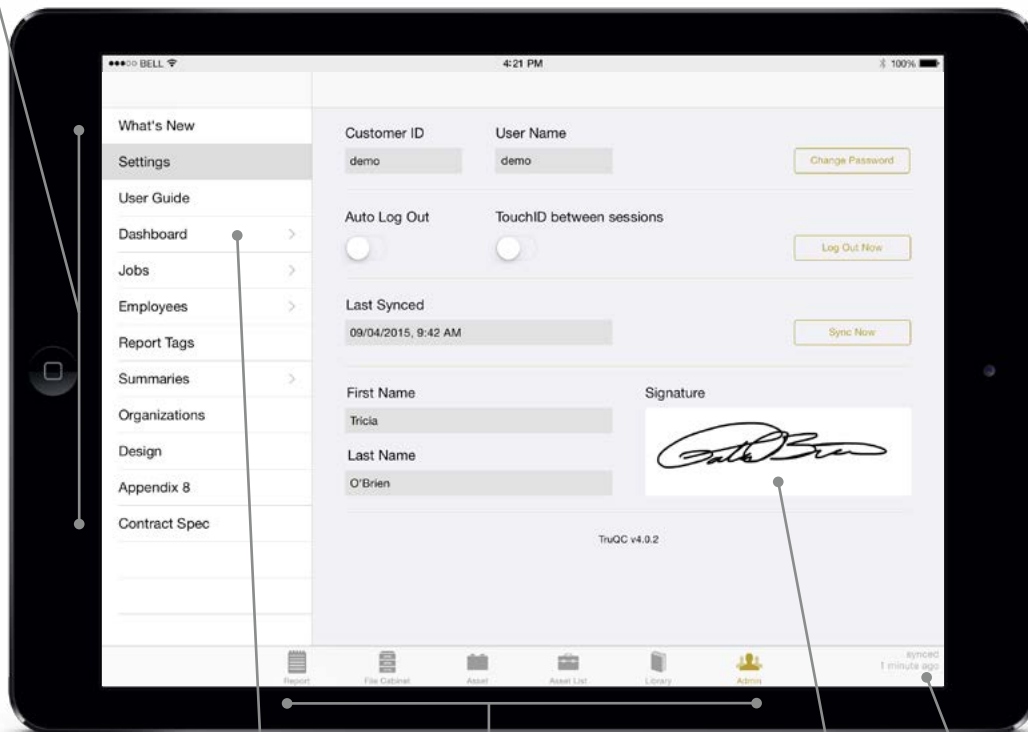 BELL 4:21 PM 100%
What's New
Settings
User Guide
Dashboard
Jobs
Employees
Report Tags
Summaries
Organizations
Design
Appendix 8
Contract Spec
Customer ID User Name
demo demo Change Password
Auto Log Out TouchID between sessions
Log Out Now
Last Synced
09/04/2015, 9:42 AM Sync Now
First Name Signature
Tricia
Last Name
O'Brien
TruQC v4.0.2
Report File Cabinet Asset Asset List Library Admin
synced
1 minute ago